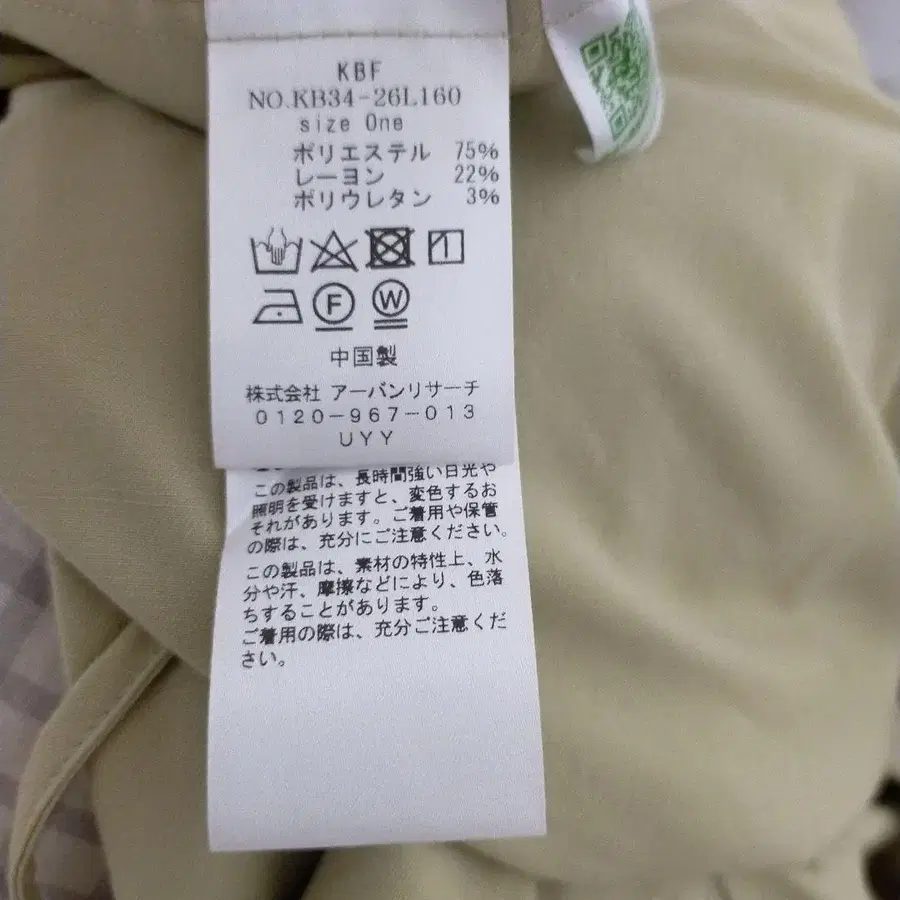 KBF
NO.KB34-26L160
size One
ポリエステル 75%
レーヨン 22%
ポリウレタン 3%
F
W
中国製
株式会社 アーバンリサーチ
0120-967-013
UYY
この製品は、長時間強い日光や
照明を受けますと、変色するお
それがあります。ご着用や保管
の際は、充分にご注意ください。
この製品は、素材の特性上、水
分や汗、摩擦などにより、色落
ちすることがあります。
ご着用の際は、充分ご注意くだ
さい。